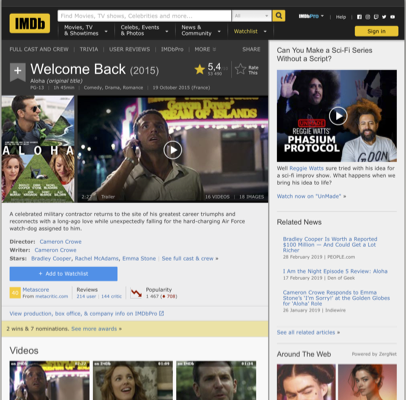 IMDb
Find Movies, TV shows, Celebrities and more...
All
IMDbPro
Help
Movies, TV
& Showtimes
Celebs, Events
& Photos
News &
Community
Watchlist
Sign in
FULL CAST AND CREW | TRIVIA | USER REVIEWS | IMDbPro | MORE
SHARE
Welcome Back (2015)
Aloha (original title)
PG-13 | 1h 45min | Comedy, Drama, Romance | 19 October 2015 (France)
5,4
Rate
This
ALOHA
DREAM OF ISLANDS
Trailer
16 VIDEOS | 18 IMAGES
A celebrated military contractor returns to the site of his greatest career triumphs and
reconnects with a long-ago love while unexpectedly falling for the hard-charging Air Force
watch-dog assigned to him.
Director: Cameron Crowe
Writer: Cameron Crowe
Stars: Bradley Cooper, Rachel McAdams, Emma Stone | See full cast & crew »
+ Add to Watchlist
Metascore
From metacritic.com
Reviews
214 user | 144 critic
Popularity
View production, box office, & company info on IMDbPro
2 wins & 7 nominations. See more awards »
Videos
Can You Make a Sci-Fi Series
Without a Script?
REGGIE WATTS'
PHASIUM
PROTOCOL
Well Reggie Watts sure tried with his idea for
a sci-fi improv show. What happens when we
bring his idea to life?
Watch now on "UnMade" »
Related News
Bradley Cooper Is Worth a Reported
$100 Million — And Could Get a Lot
Richer
28 February 2019 | PEOPLE.com
I Am the Night Episode 5 Review: Aloha
17 February 2019 | Den of Geek
Cameron Crowe Responds to Emma
Stone's 'I'm Sorry!' at the Golden Globes
for 'Aloha' Role
26 January 2019 | Indiewire
See all related articles »
Around The Web
Powered by ZergNet